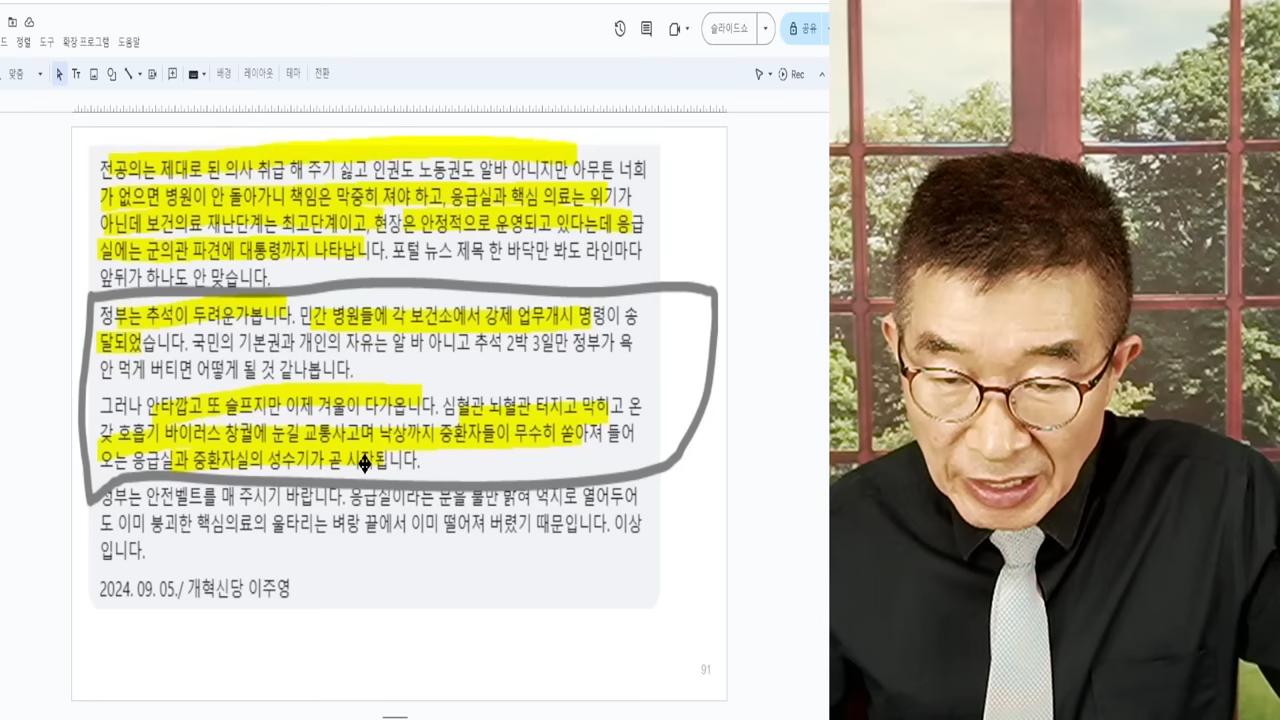 드 정렬 도구 확장 프로그램 도움말
슬라이드쇼
공유
맞춤
Tт
배경 레이아웃 테마 전환
Rec
전공의는 제대로 된 의사 취급 해 주기 싫고 인권도 노동권도 알바 아니지만 아무튼 너희
가 없으면 병원이 안 돌아가니 책임은 막중히 져야 하고, 응급실과 핵심 의료는 위기가
아닌데 보건의료 재난단계는 최고단계이고, 현장은 안정적으로 운영되고 있다는데 응급
실에는 군의관 파견에 대통령까지 나타납니다. 포털 뉴스 제목 한 바닥만 봐도 라인마다
앞뒤가 하나도 안 맞습니다.
정부는 추석이 두려운가봅니다. 민간 병원들에 각 보건소에서 강제 업무개시 명령이 송
달되었습니다. 국민의 기본권과 개인의 자유는 알 바 아니고 추석 2박 3일만 정부가 욕
안 먹게 버티면 어떻게 될 것 같나봅니다.
그러나 안타깝고 또 슬프지만 이제 겨울이 다가옵니다. 심혈관 뇌혈관 터지고 막히고 온
갖 호흡기 바이러스 창궐에 눈길 교통사고며 낙상까지 중환자들이 무수히 쏟아져 들어
오는 응급실과 중환자실의 성수기가 곧 시작됩니다.
정부는 안전벨트를 매 주시기 바랍니다. 응급실이라는 문을 불만 밝혀 억지로 열어두어
도 이미 붕괴한 핵심의료의 울타리는 벼랑 끝에서 이미 떨어져 버렸기 때문입니다. 이상
입니다.
2024. 09. 05./ 개혁신당 이주영
91